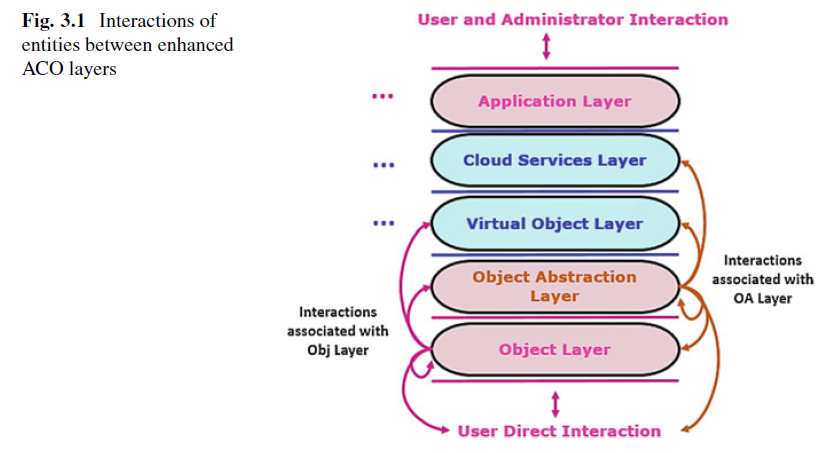 Fig. 3.1 Interactions of
entities between enhanced
ACO layers
User and Administrator Interaction
...
Application Layer
...
Cloud Services Layer
...
Virtual Object Layer
Object Abstraction
Layer
Interactions
associated with
OA Layer
Interactions
associated with
Obj Layer
Object Layer
User Direct Interaction